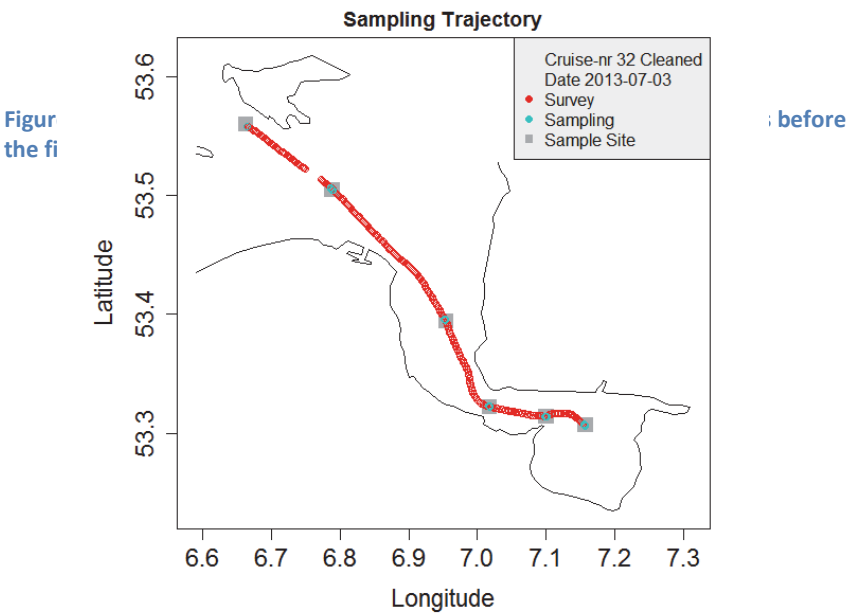 Sampling Trajectory
Cruise-nr 32 Cleaned
Date 2013-07-03
Survey
Sampling
Sample Site
before
the
Latitude
53.6
53.5
53.4
53.3
6.6 6.7 6.8 6.9 7.0 7.1 7.2 7.3
Longitude